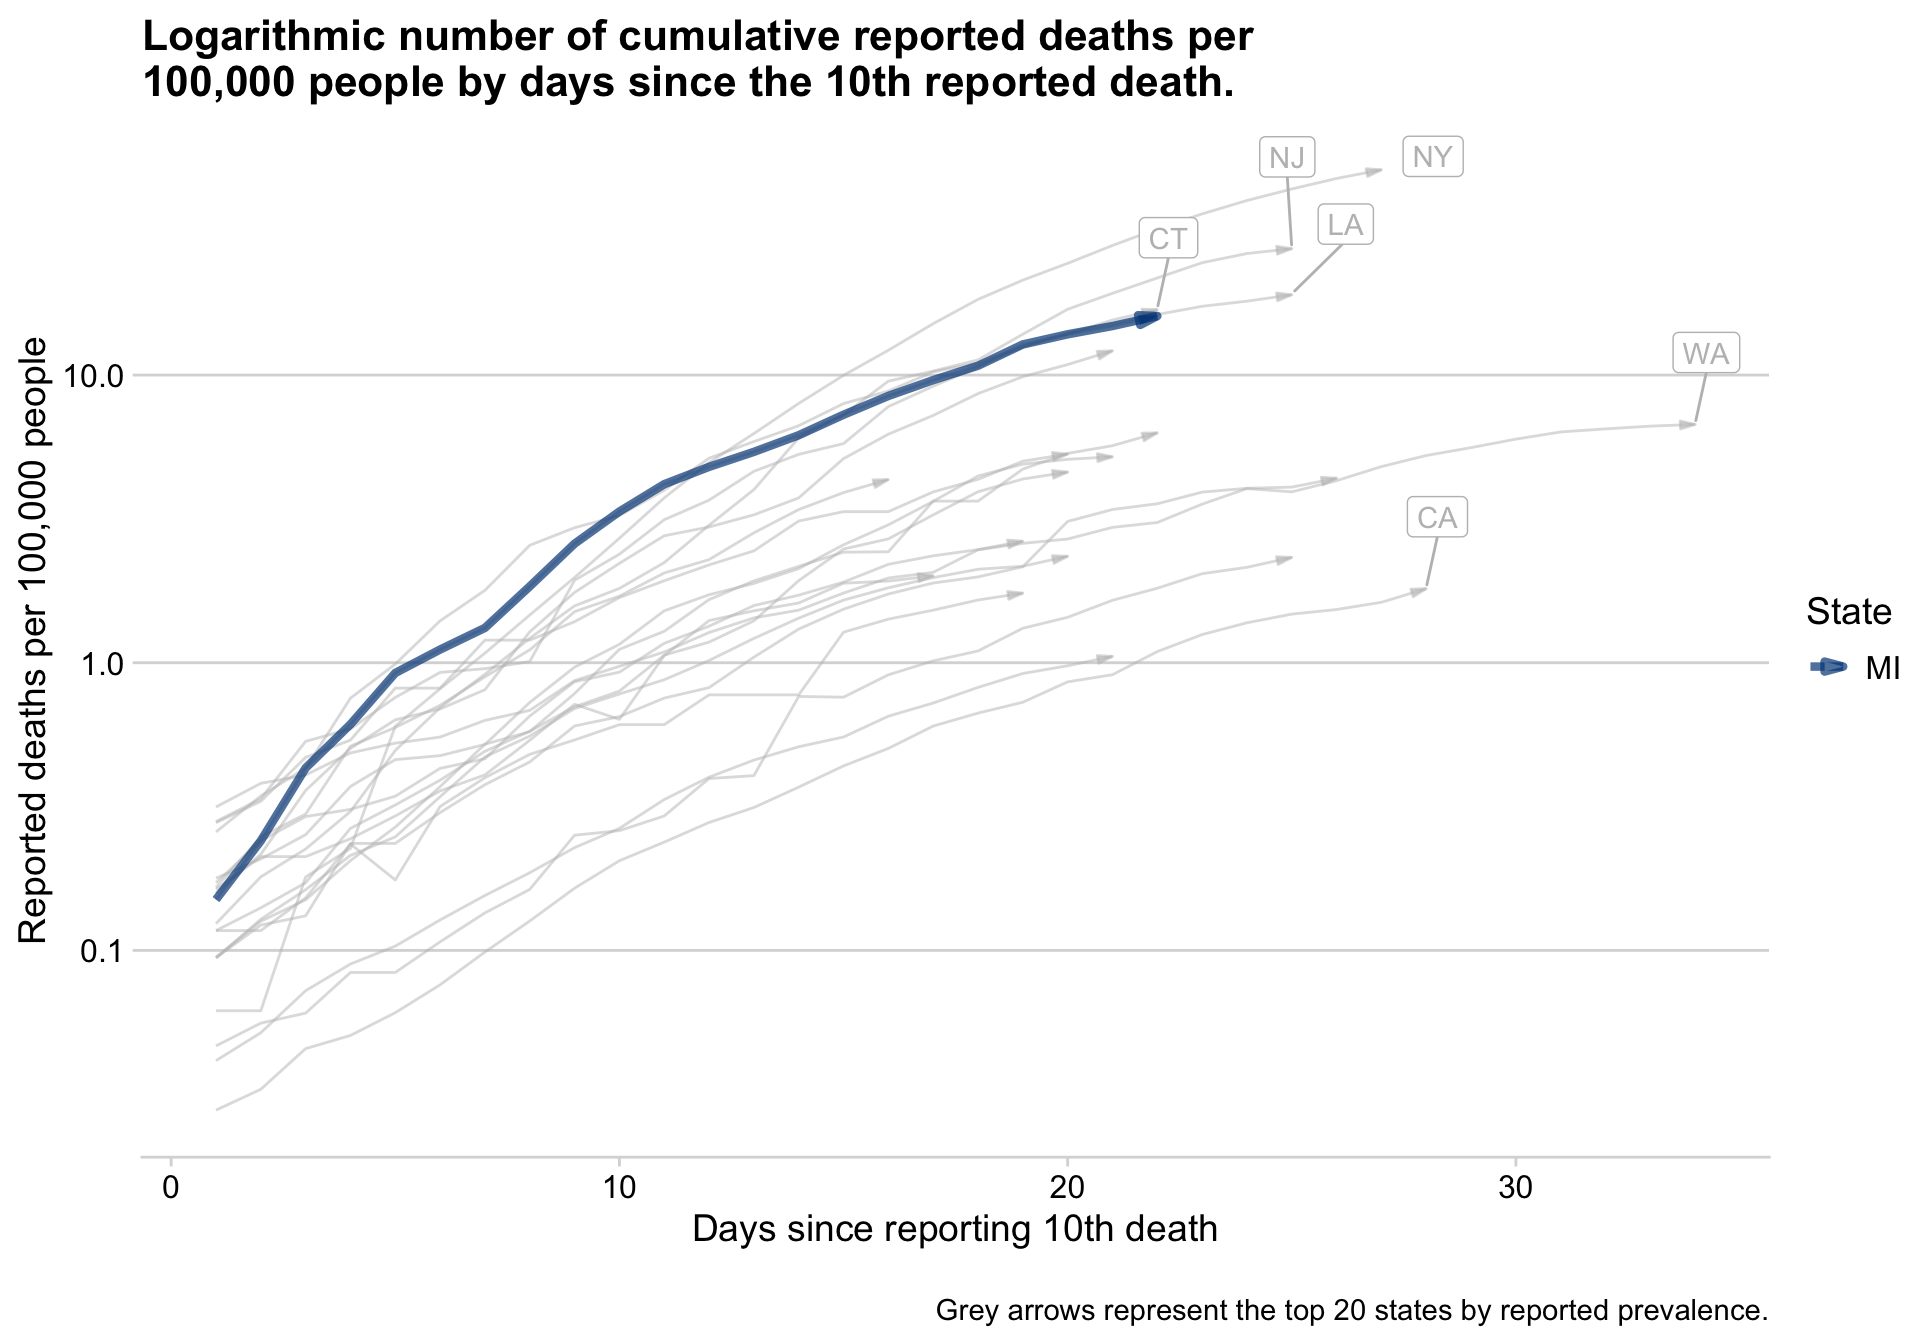 Logarithmic number of cumulative reported deaths per
100,000 people by days since the 10th reported death.
NJ
NY
LA
CT
WA
CA
Reported deaths per 100,000 people
10.0
1.0
0.1
State
MI
0
10
20
30
Days since reporting 10th death
Grey arrows represent the top 20 states by reported prevalence.